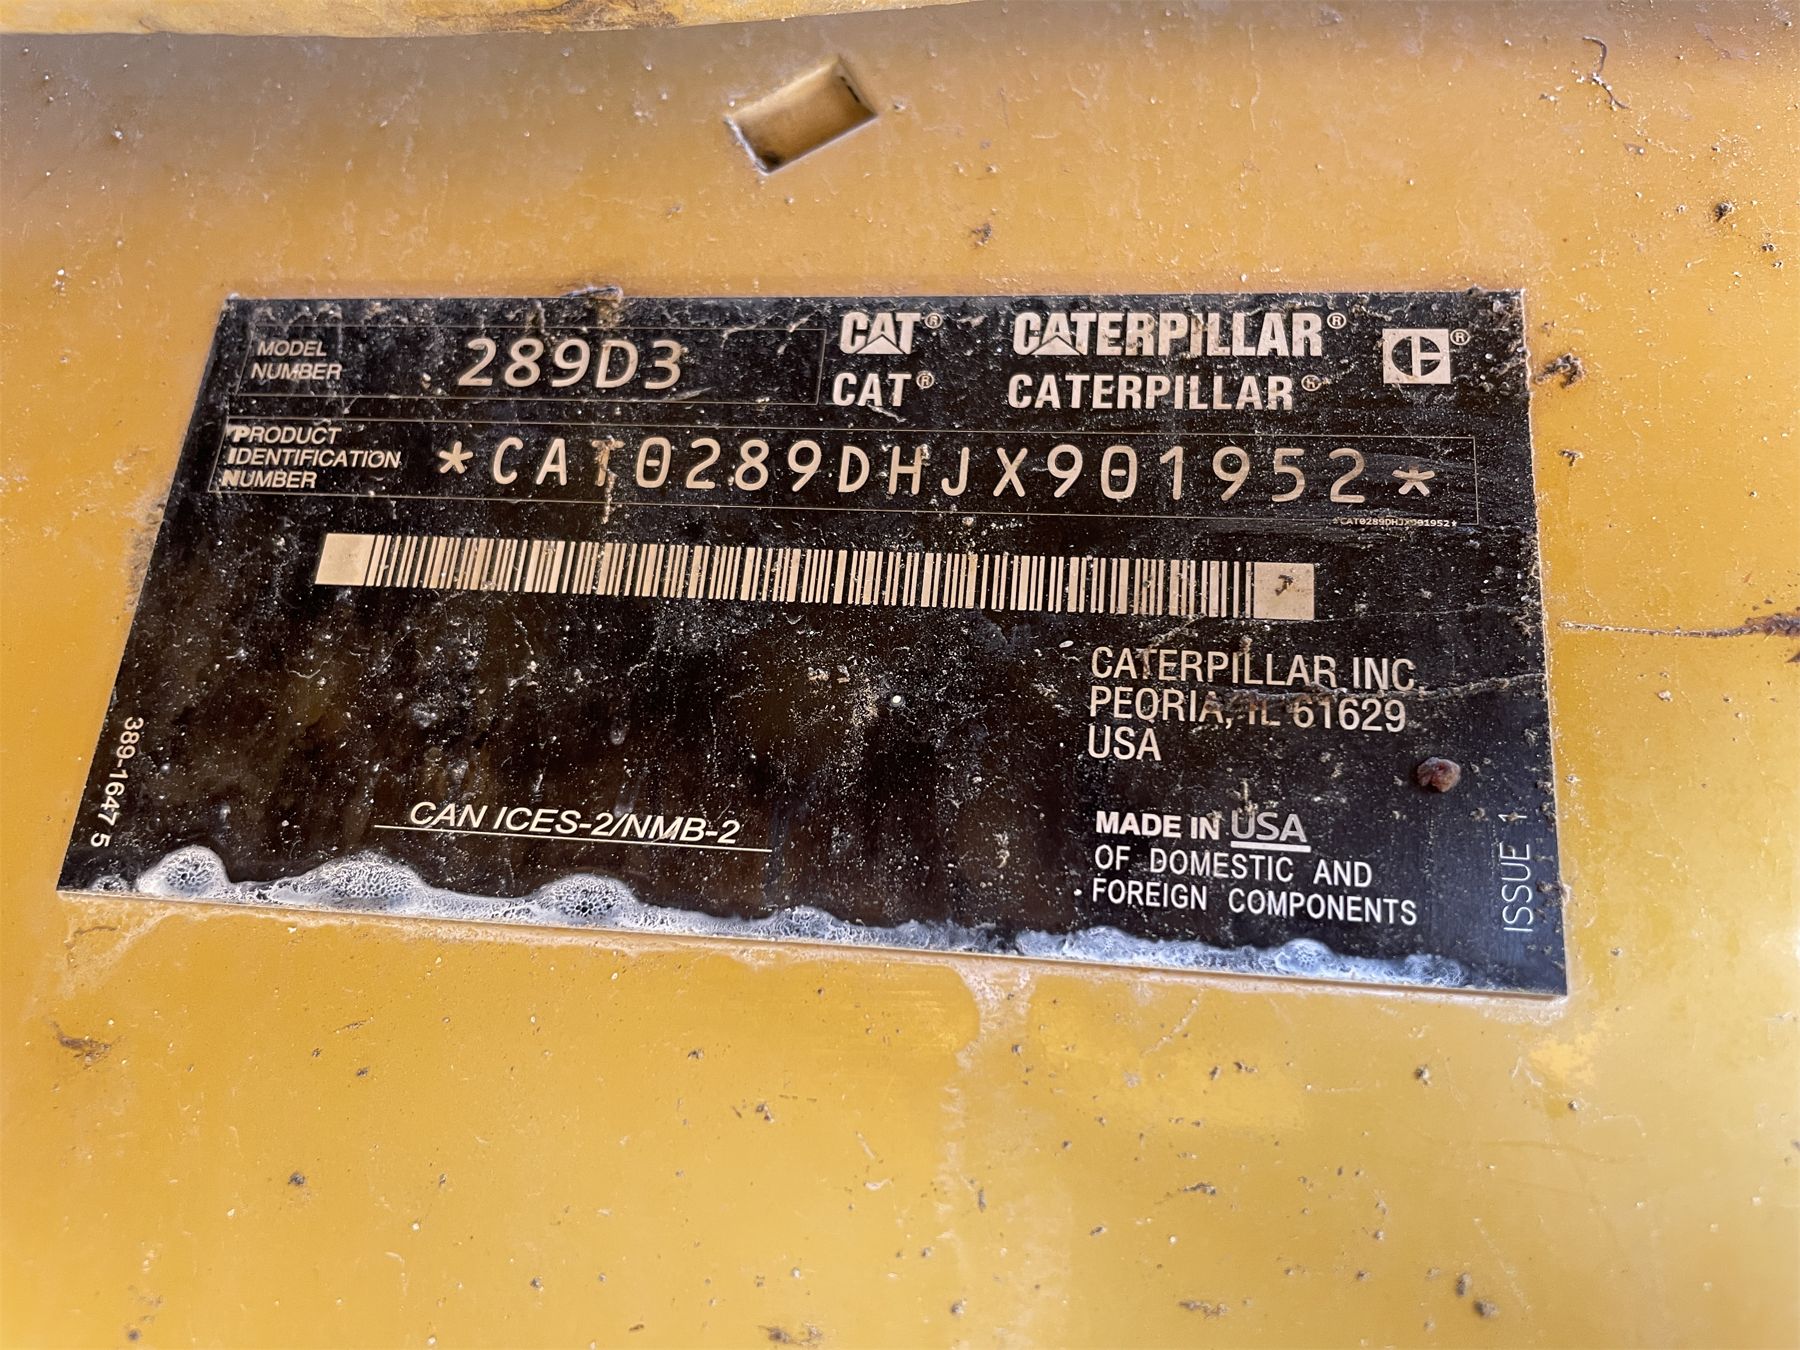 MODEL NUMBER 289D3
CAT® CATERPILLAR® ®
CAT® CATERPILLAR®
PRODUCT IDENTIFICATION NUMBER *CAT0289DHJX901952*
*CAT0289DHJX901952*
CATERPILLAR INC.
PEORIA, IL 61629
USA
389-1647 5
CAN ICES-2/NMB-2
MADE IN USA
OF DOMESTIC AND
FOREIGN COMPONENTS
ISSUE 1